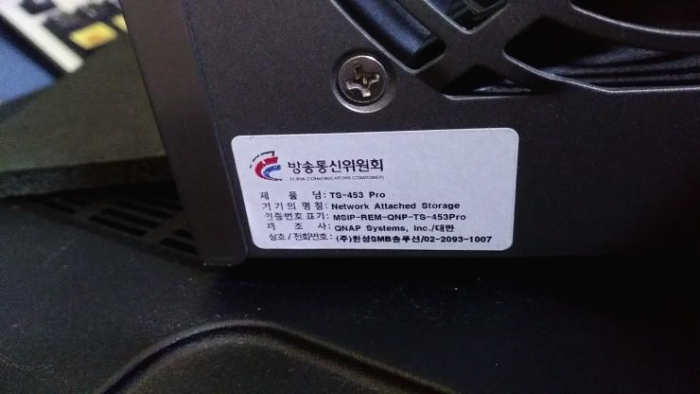 방송통신위원회
KOREA COMMUNICATIONS COMMISSION
제 품 명: TS-453 Pro
기기의 명칭: Network Attached Storage
인증번호 표기: MSIP-REM-QNP-TS-453Pro
제 조 사: QNAP Systems, Inc./대만
상호/전화번호: (주)한성SMB솔루션/02-2093-1007